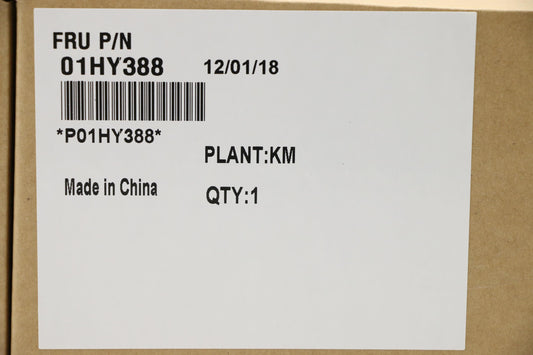 FRU P/N
01HY388 12/01/18
*P01HY388*
PLANT:KM
Made in China
QTY:1